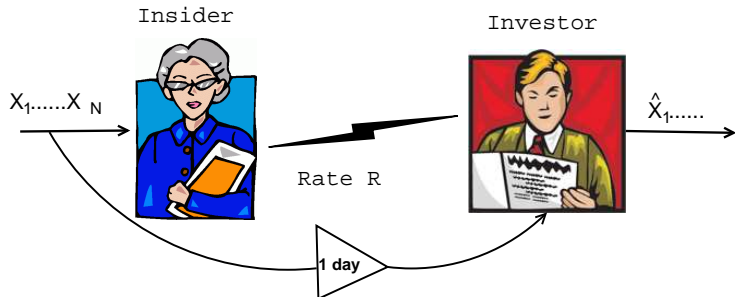 Insider
Investor
X₁......X N
X̂₁......
Rate R
1 day